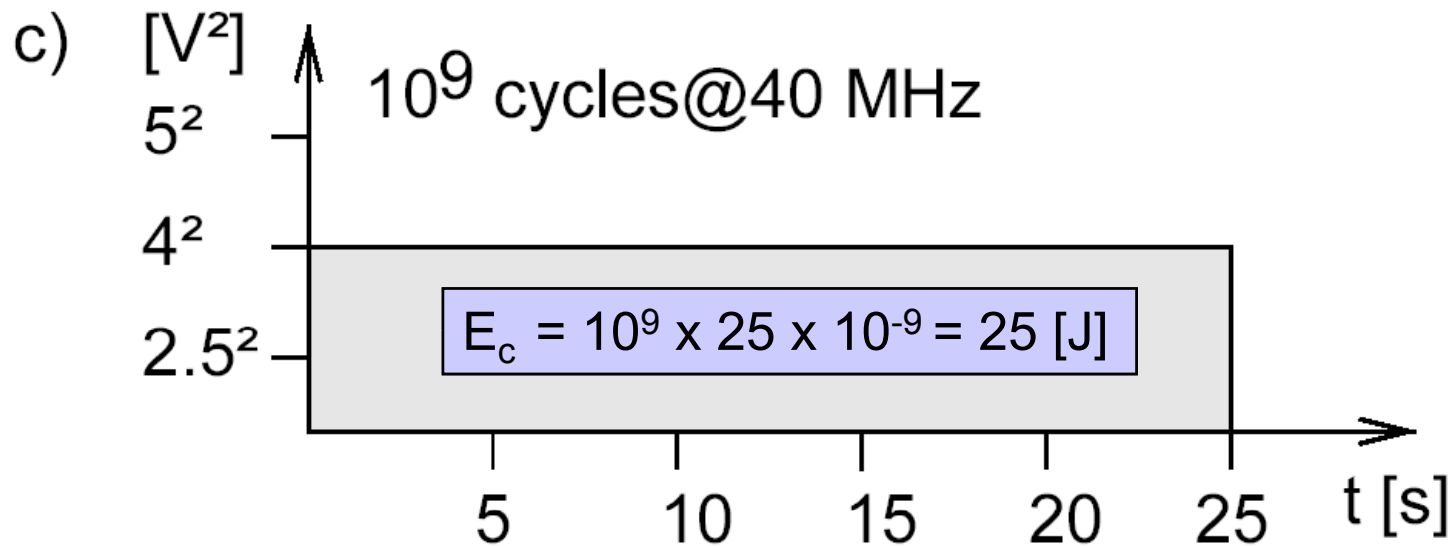 c) [V²]
10⁹ cycles@40 MHz
5²
4²
E_c = 10⁹ x 25 x 10⁻⁹ = 25 [J]
2.5²
5 10 15 20 25 t [s]